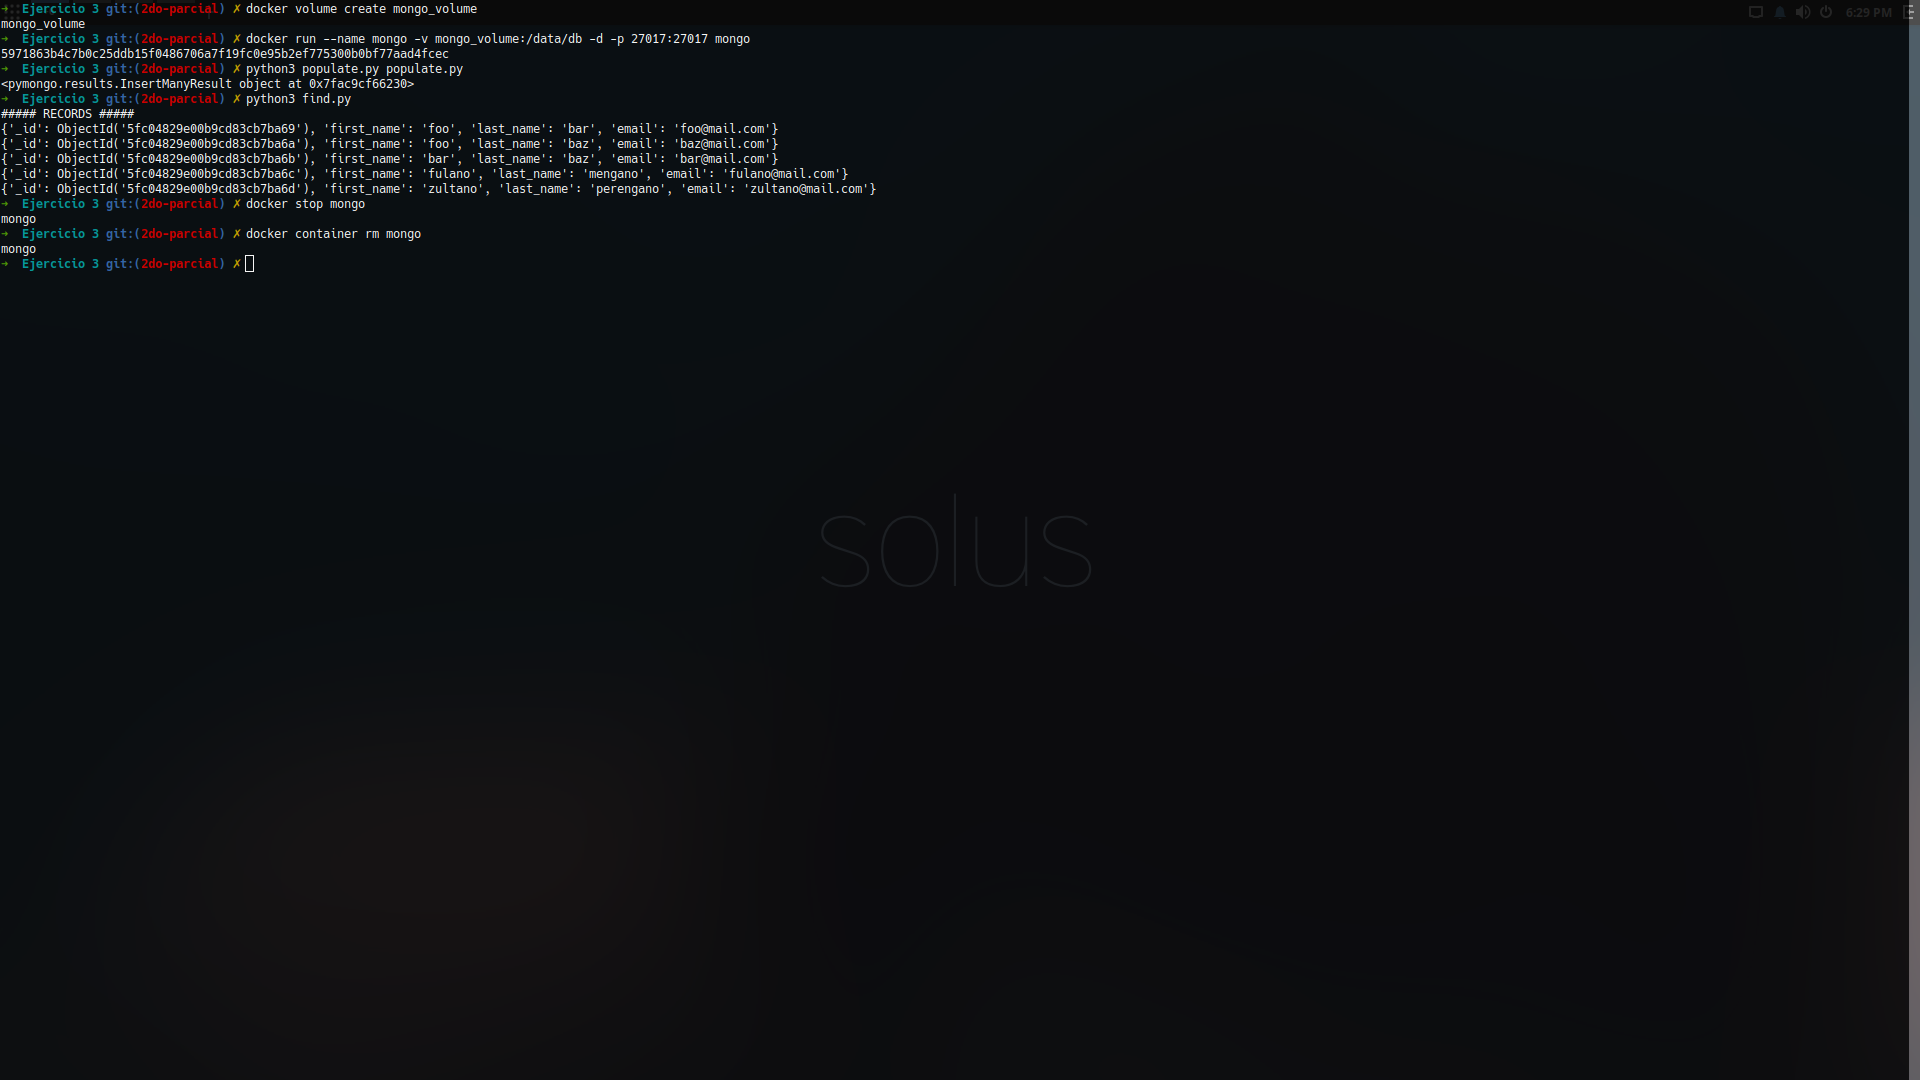 ➜ Ejercicio 3 git:(2do-parcial) ✗ docker volume create mongo_volume
mongo_volume
➜ Ejercicio 3 git:(2do-parcial) ✗ docker run --name mongo -v mongo_volume:/data/db -d -p 27017:27017 mongo
5971863b4c7b0c25ddb15f0486706a7f19fc0e95b2ef775300b0bf77aad4fcec
➜ Ejercicio 3 git:(2do-parcial) ✗ python3 populate.py populate.py
<pymongo.results.InsertManyResult object at 0x7fac9cf66230>
➜ Ejercicio 3 git:(2do-parcial) ✗ python3 find.py
##### RECORDS #####
{'_id': ObjectId('5fc04829e00b9cd83cb7ba69'), 'first_name': 'foo', 'last_name': 'bar', 'email': 'foo@mail.com'}
{'_id': ObjectId('5fc04829e00b9cd83cb7ba6a'), 'first_name': 'foo', 'last_name': 'baz', 'email': 'baz@mail.com'}
{'_id': ObjectId('5fc04829e00b9cd83cb7ba6b'), 'first_name': 'bar', 'last_name': 'baz', 'email': 'bar@mail.com'}
{'_id': ObjectId('5fc04829e00b9cd83cb7ba6c'), 'first_name': 'fulano', 'last_name': 'mengano', 'email': 'fulano@mail.com'}
{'_id': ObjectId('5fc04829e00b9cd83cb7ba6d'), 'first_name': 'zultano', 'last_name': 'perengano', 'email': 'zultano@mail.com'}
➜ Ejercicio 3 git:(2do-parcial) ✗ docker stop mongo
mongo
➜ Ejercicio 3 git:(2do-parcial) ✗ docker container rm mongo
mongo
➜ Ejercicio 3 git:(2do-parcial) ✗
6:29 PM
solus